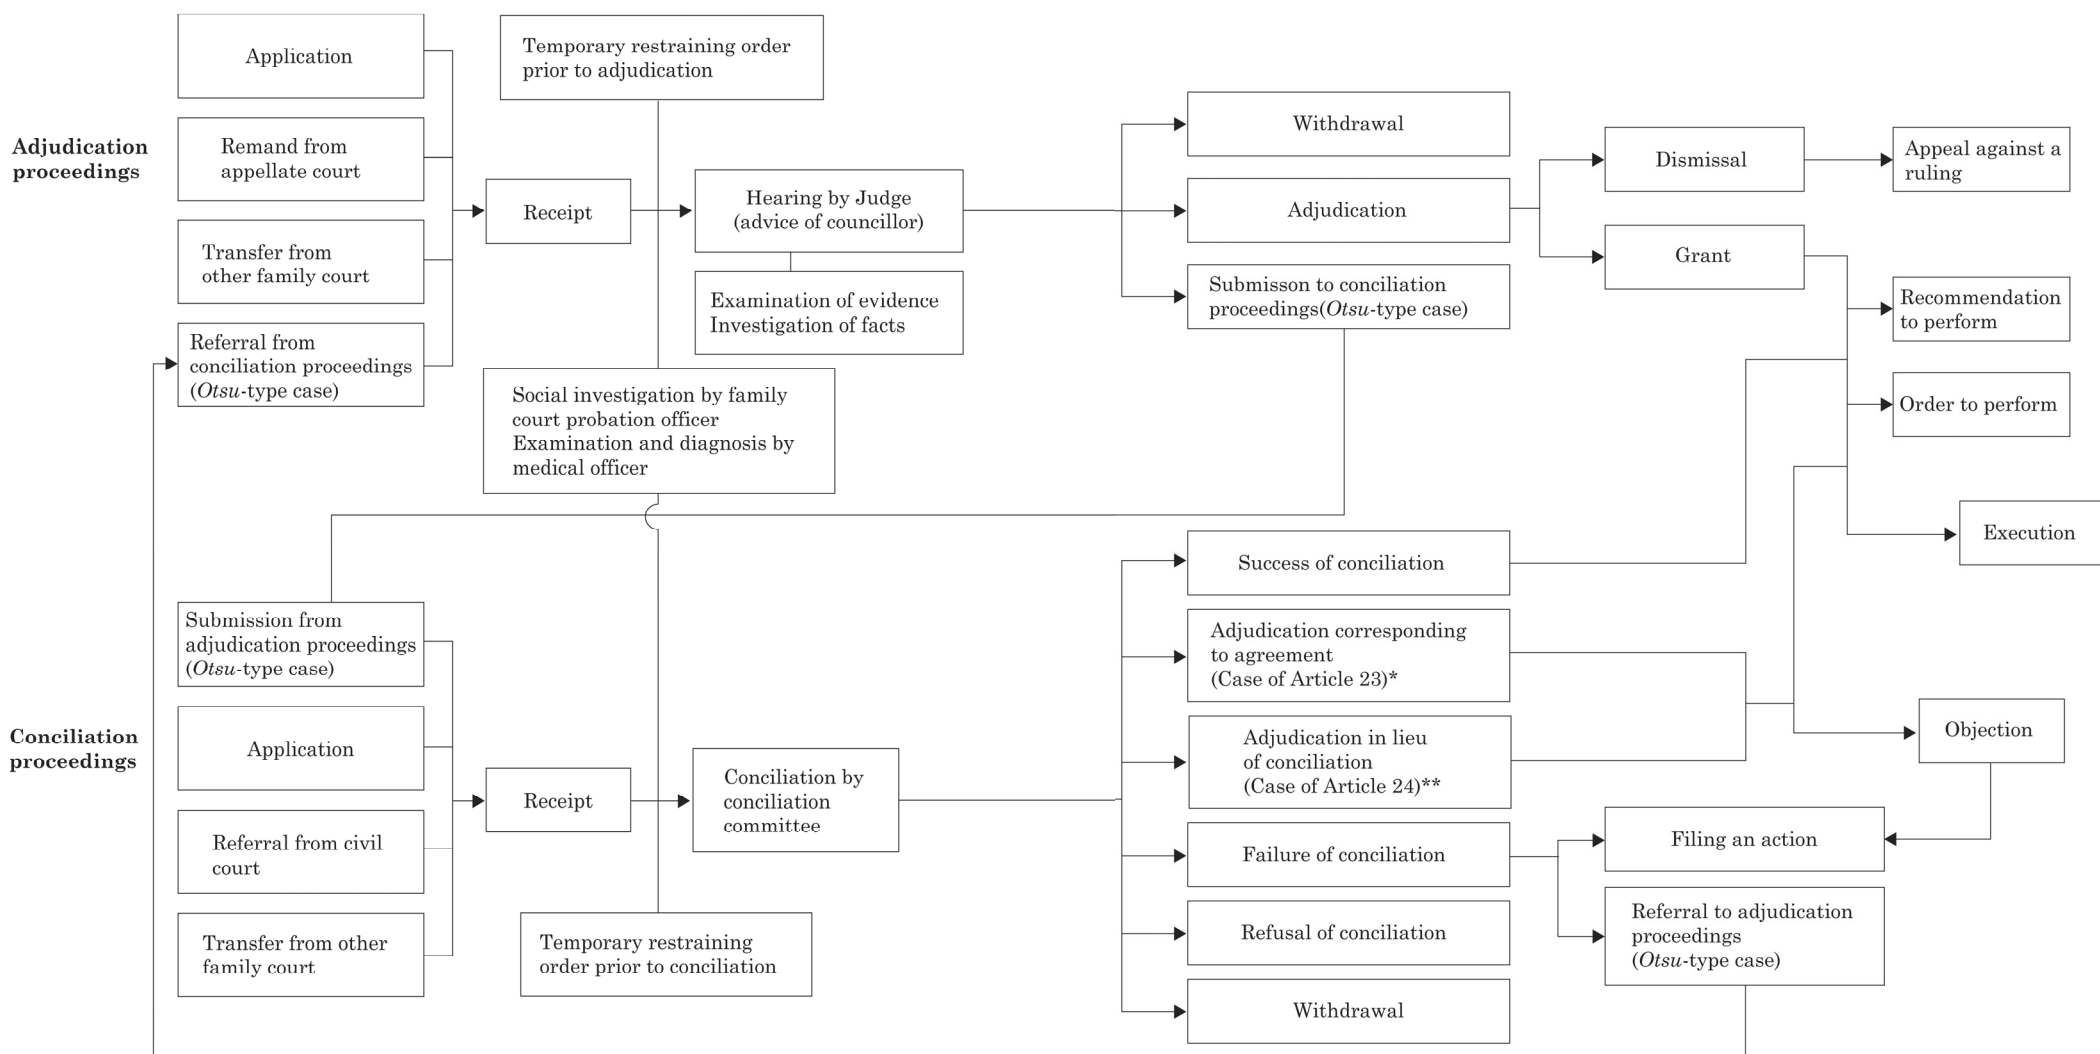 Adjudication
proceedings
Application
Remand from
appellate court
Transfer from
other family court
Referral from
conciliation proceedings
(Otsu-type case)
Receipt
Temporary restraining order
prior to adjudication
Hearing by Judge
(advice of councillor)
Examination of evidence
Investigation of facts
Social investigation by family
court probation officer
Examination and diagnosis by
medical officer
Withdrawal
Adjudication
Submisson to conciliation
proceedings(Otsu-type case)
Dismissal
Grant
Appeal against a
ruling
Recommendation
to perform
Order to perform
Execution
Conciliation
proceedings
Submission from
adjudication proceedings
(Otsu-type case)
Application
Referral from civil
court
Transfer from other
family court
Receipt
Conciliation by
conciliation
committee
Temporary restraining
order prior to conciliation
Success of conciliation
Adjudication corresponding
to agreement
(Case of Article 23)*
Adjudication in lieu
of conciliation
(Case of Article 24)**
Failure of conciliation
Refusal of conciliation
Withdrawal
Objection
Filing an action
Referral to adjudication
proceedings
(Otsu-type case)